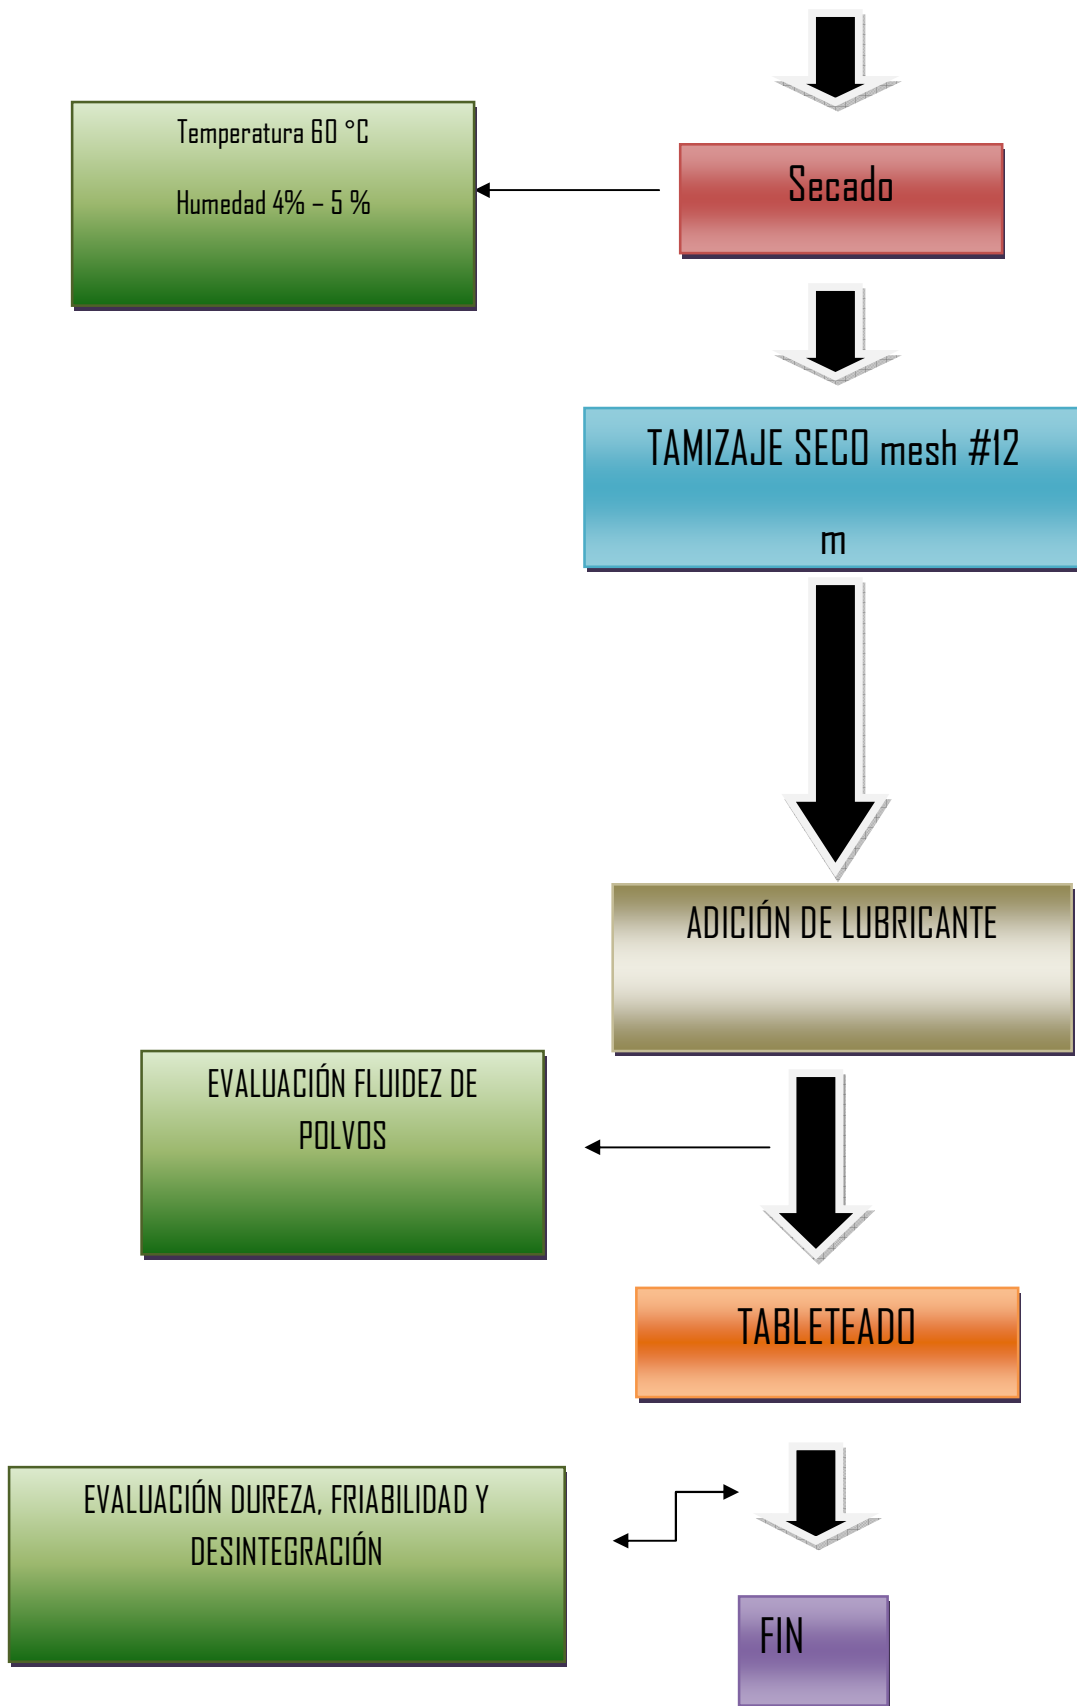 Temperatura 60 °C
Secado
Humedad 4% – 5 %
TAMIZAJE SECO mesh #12
m
ADICIÓN DE LUBRICANTE
EVALUACIÓN FLUIDEZ DE
POLVOS
TABLETEADO
EVALUACIÓN DUREZA, FRIABILIDAD Y
DESINTEGRACIÓN
FIN